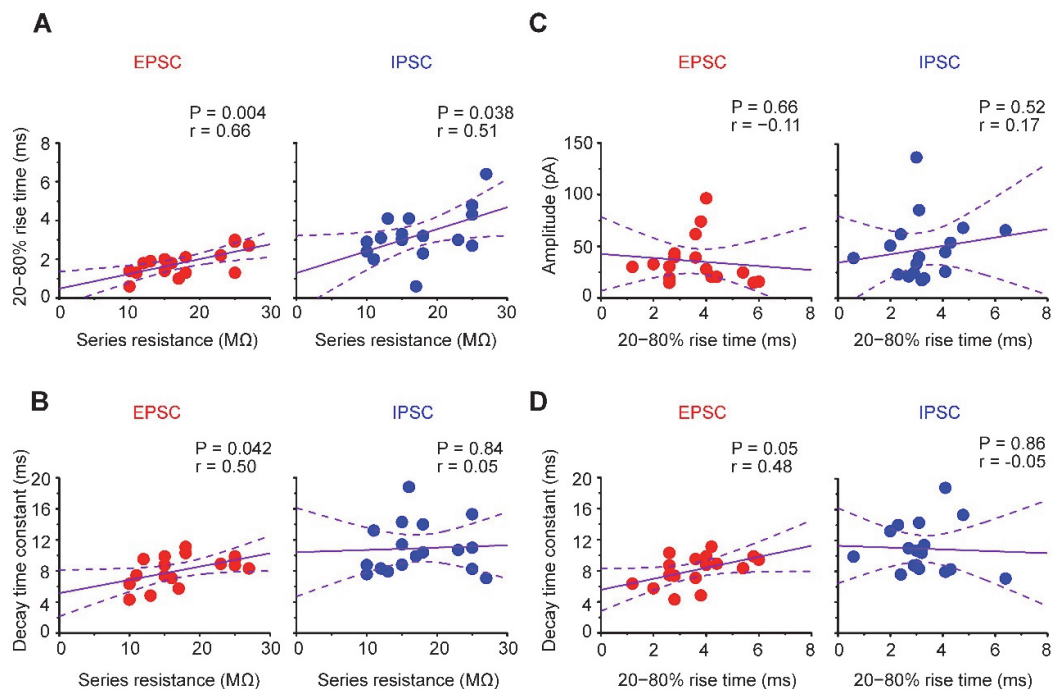 A
EPSC
IPSC
P = 0.004
r = 0.66
P = 0.038
r = 0.51
20−80% rise time (ms)
8
6
4
2
0
0 10 20 30
0 10 20 30
Series resistance (MΩ)
Series resistance (MΩ)
C
EPSC
IPSC
P = 0.66
r = −0.11
P = 0.52
r = 0.17
Amplitude (pA)
150
100
50
0
0 2 4 6 8
0 2 4 6 8
20−80% rise time (ms)
20−80% rise time (ms)
B
EPSC
IPSC
P = 0.042
r = 0.50
P = 0.84
r = 0.05
Decay time constant (ms)
20
16
12
8
4
0
0 10 20 30
0 10 20 30
Series resistance (MΩ)
Series resistance (MΩ)
D
EPSC
IPSC
P = 0.05
r = 0.48
P = 0.86
r = -0.05
Decay time constant (ms)
20
16
12
8
4
0
0 2 4 6 8
0 2 4 6 8
20−80% rise time (ms)
20−80% rise time (ms)